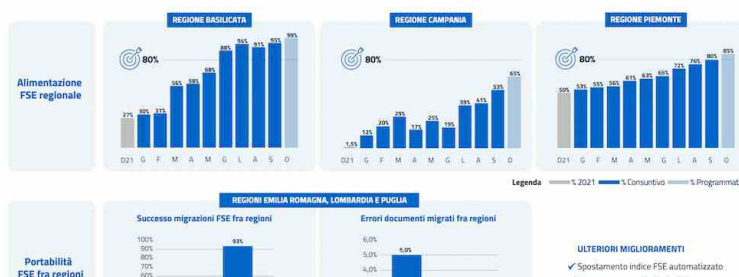 REGIONE BASILICATA
REGIONE CAMPANIA
REGIONE PIEMONTE
Alimentazione
FSE regionale
80%
27% 30% 31% 56% 58% 68% 88% 94% 91% 93% 99%
D21 G F M A M G L A S O
80%
1,5% 12% 20% 29% 17% 25% 19% 39% 41% 53% 65%
D21 G F M A M G L A S O
80%
50% 53% 55% 56% 61% 63% 65% 72% 76% 80% 85%
D21 G F M A M G L A S O
Legenda % 2021 % Consuntivo % Programmat
REGIONI EMILIA ROMAGNA, LOMBARDIA E PUGLIA
Portabilità
FSE fra regioni
Successo migrazioni FSE fra regioni
100%
90%
80%
70%
60%
93%
Errori documenti migrati fra regioni
6,0%
5,0%
4,0%
5,0%
ULTERIORI MIGLIORAMENTI
✓ Spostamento indice FSE automatizzato